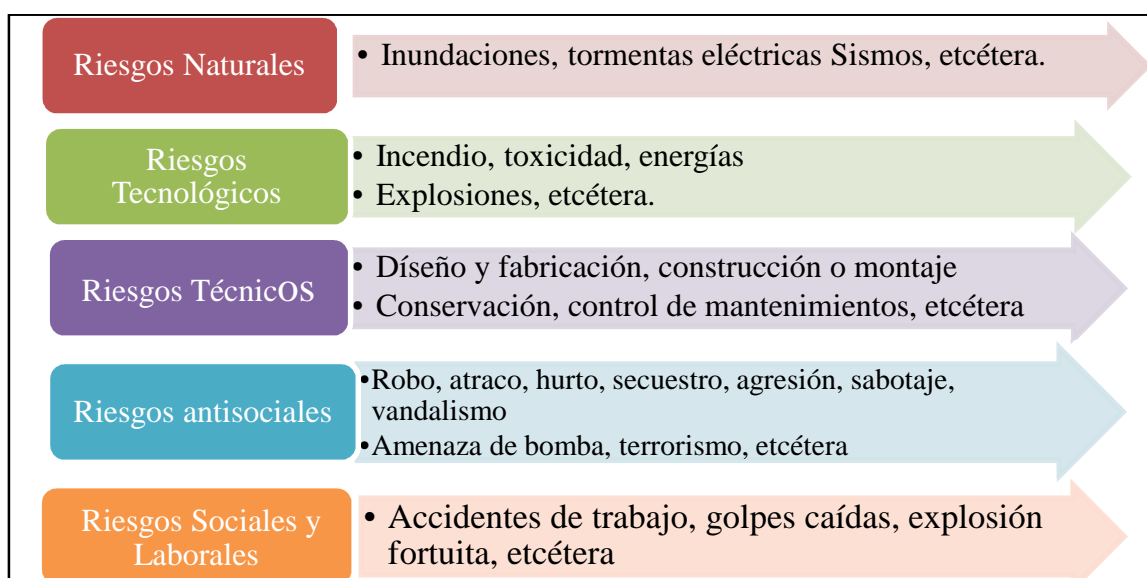 Riesgos Naturales
• Inundaciones, tormentas eléctricas Sismos, etcétera.
Riesgos
Tecnológicos
• Incendio, toxicidad, energías
• Explosiones, etcétera.
Riesgos TécnicOS
• Díseño y fabricación, construcción o montaje
• Conservación, control de mantenimientos, etcétera
Riesgos antisociales
•Robo, atraco, hurto, secuestro, agresión, sabotaje,
vandalismo
•Amenaza de bomba, terrorismo, etcétera
Riesgos Sociales y
Laborales
• Accidentes de trabajo, golpes caídas, explosión
fortuita, etcétera